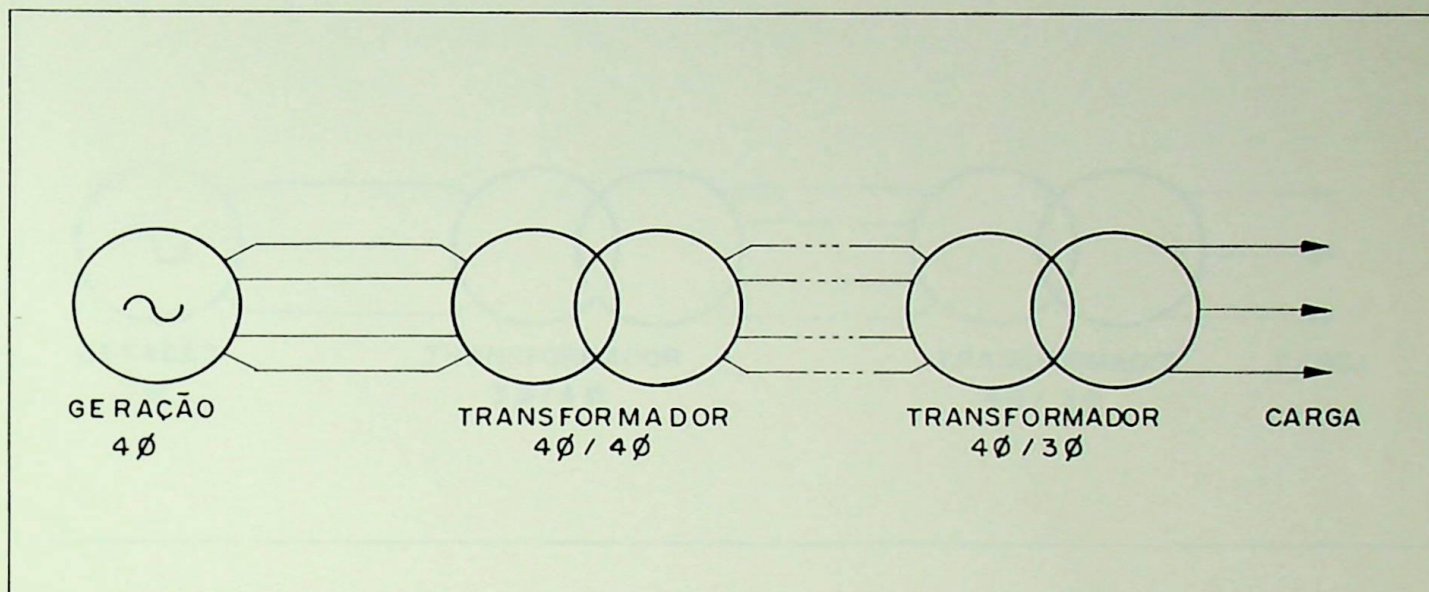 GERAÇÃO
4Ø
TRANSFORMADOR
4Ø/4Ø
TRANSFORMADOR
4Ø/3Ø
CARGA